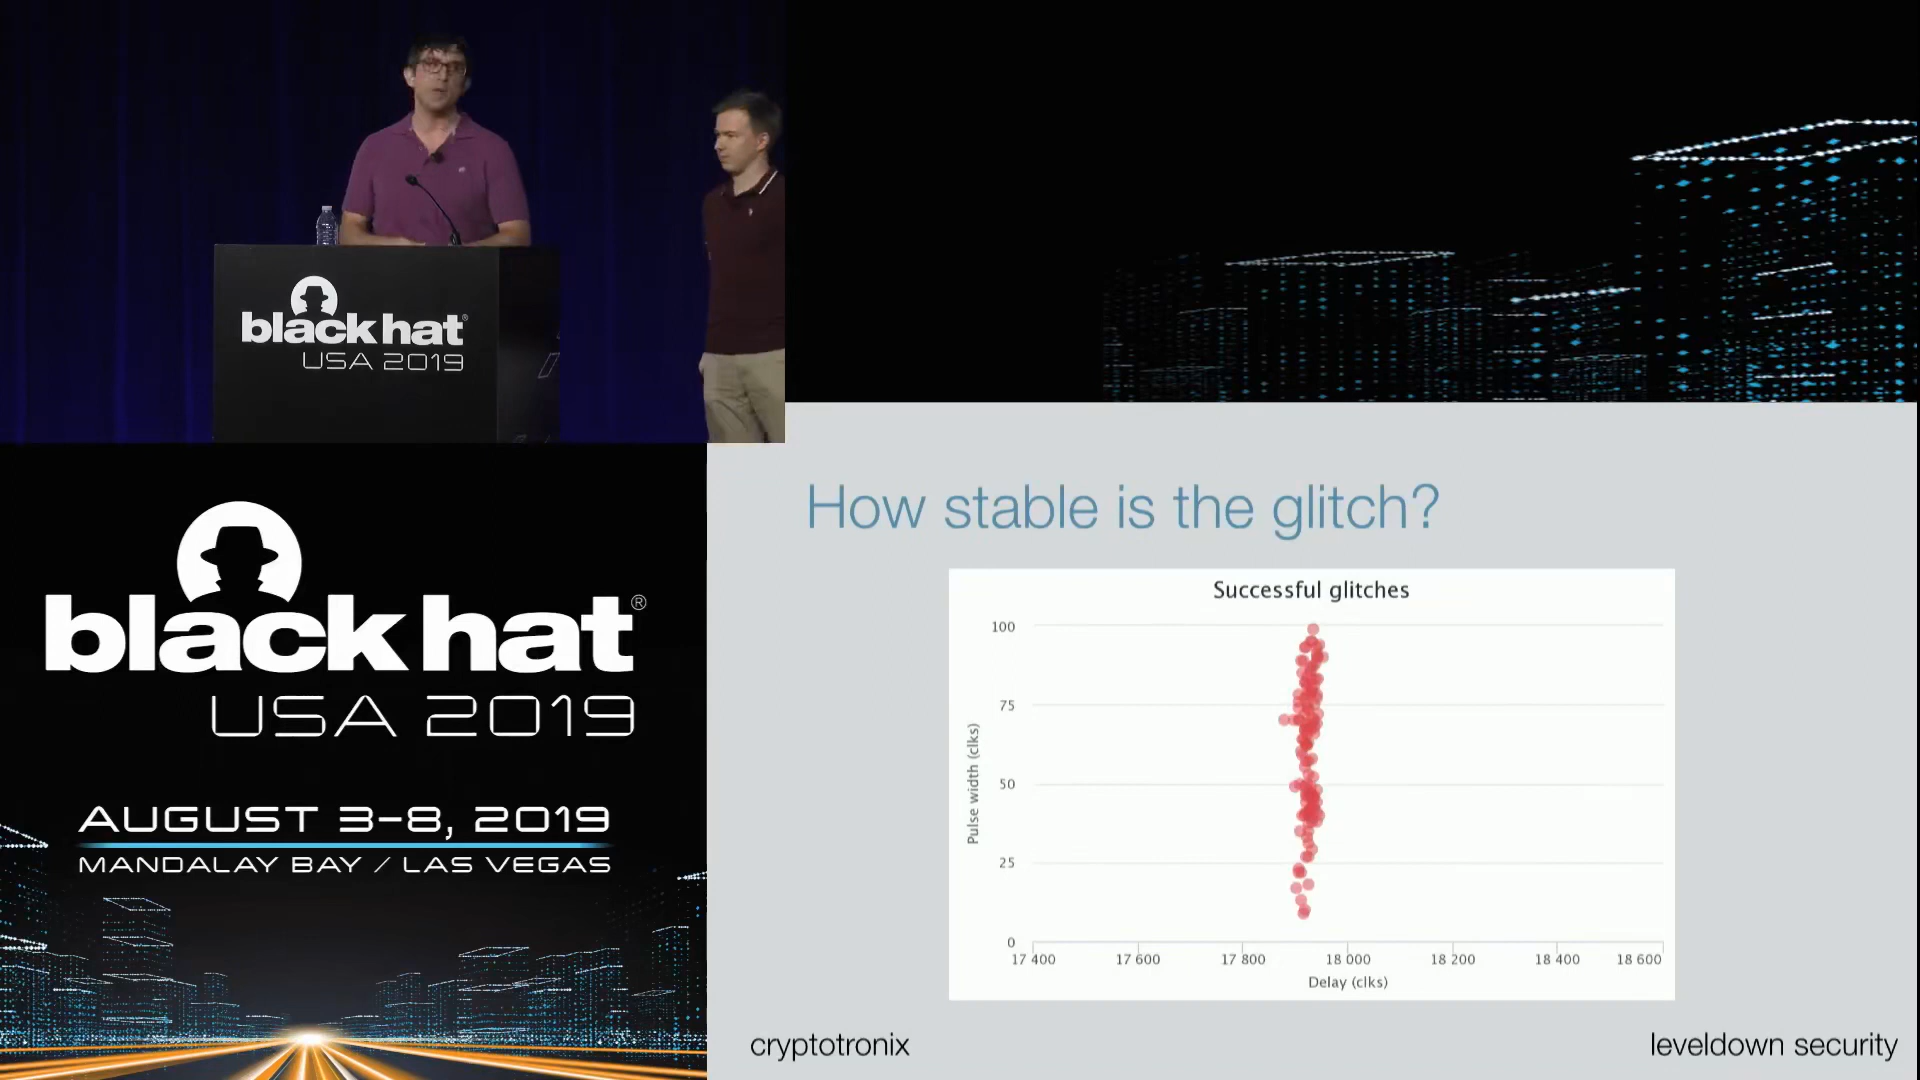 black hat®
USA 2019
black hat®
USA 2019
AUGUST 3-8, 2019
MANDALAY BAY / LAS VEGAS
How stable is the glitch?
Successful glitches
100
75
50
25
0
Pulse width (clks)
17 400
17 600
17 800
18 000
18 200
18 400
18 600
Delay (clks)
cryptotronix
leveldown security